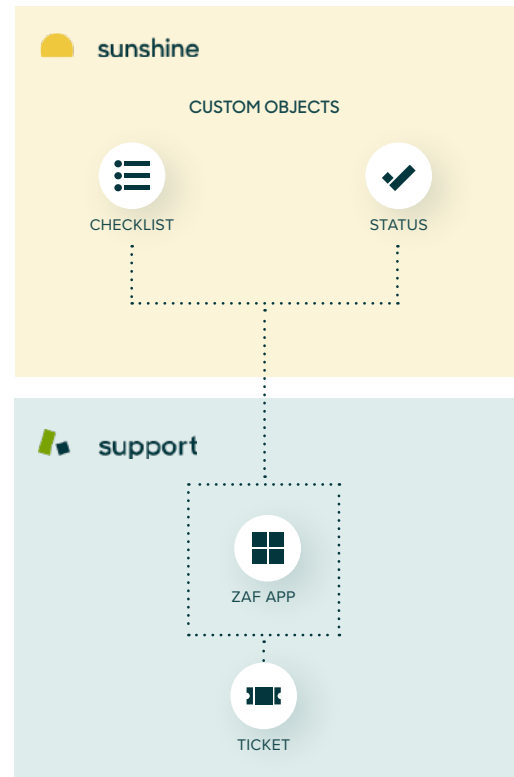 sunshine
CUSTOM OBJECTS
CHECKLIST STATUS
support
ZAF APP
TICKET